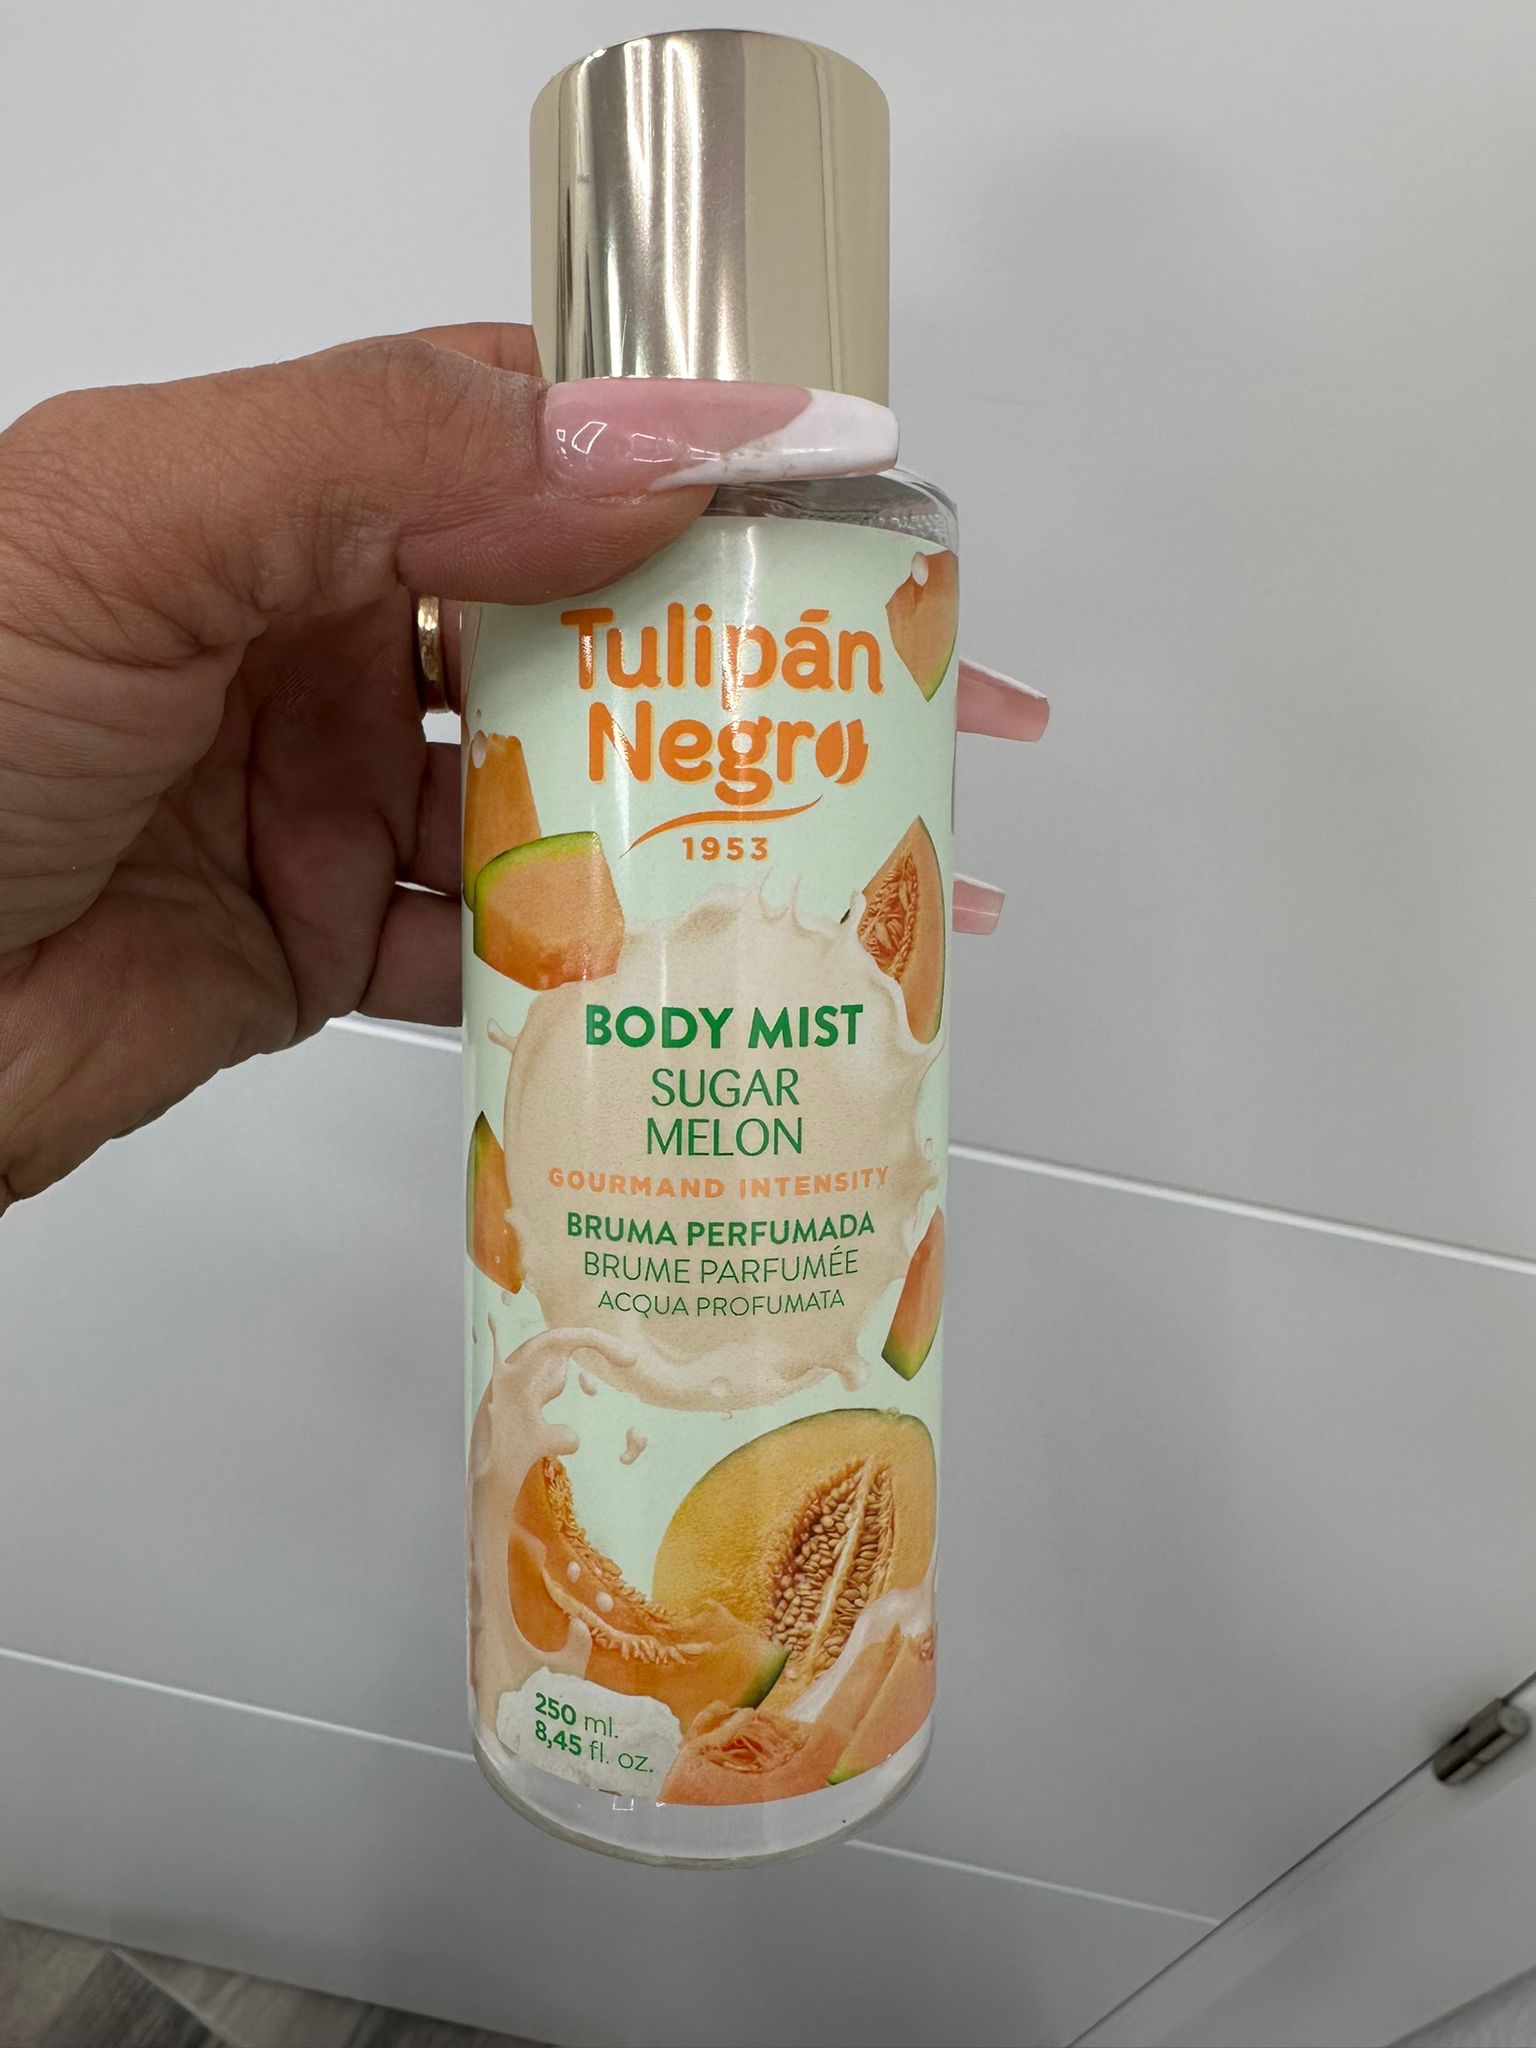 Tulipán
Negro
1953
BODY MIST
SUGAR
MELON
GOURMAND INTENSITY
BRUMA PERFUMADA
BRUME PARFUMÉE
ACQUA PROFUMATA
250 ml.
8,45 fl. oz.